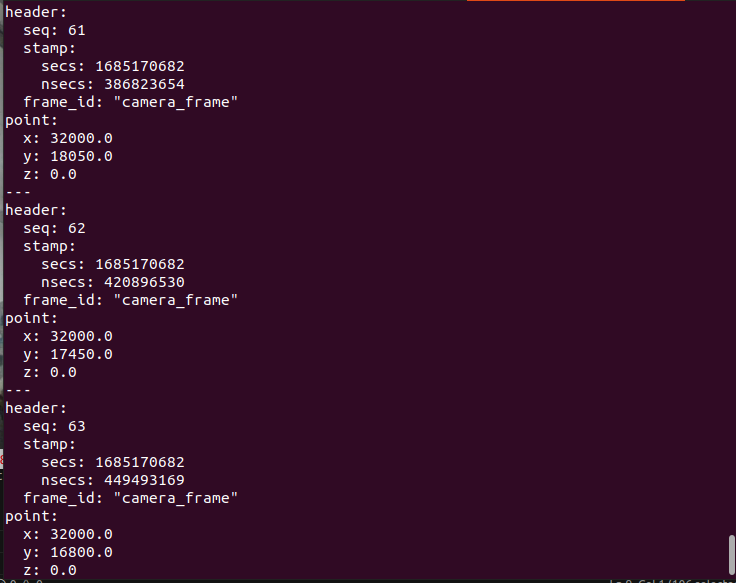 header:
  seq: 61
  stamp:
    secs: 1685170682
    nsecs: 386823654
  frame_id: "camera_frame"
point:
  x: 32000.0
  y: 18050.0
  z: 0.0
---
header:
  seq: 62
  stamp:
    secs: 1685170682
    nsecs: 420896530
  frame_id: "camera_frame"
point:
  x: 32000.0
  y: 17450.0
  z: 0.0
---
header:
  seq: 63
  stamp:
    secs: 1685170682
    nsecs: 449493169
  frame_id: "camera_frame"
point:
  x: 32000.0
  y: 16800.0
  z: 0.0